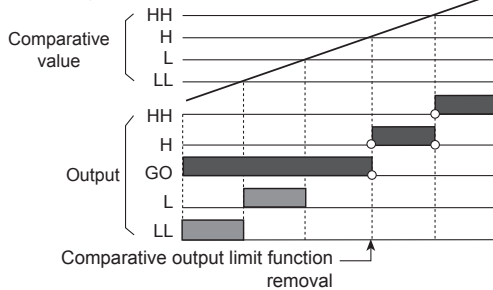 HH
H
L
LL
Comparative
value
HH
H
GO
L
LL
Output
Comparative output limit function
removal